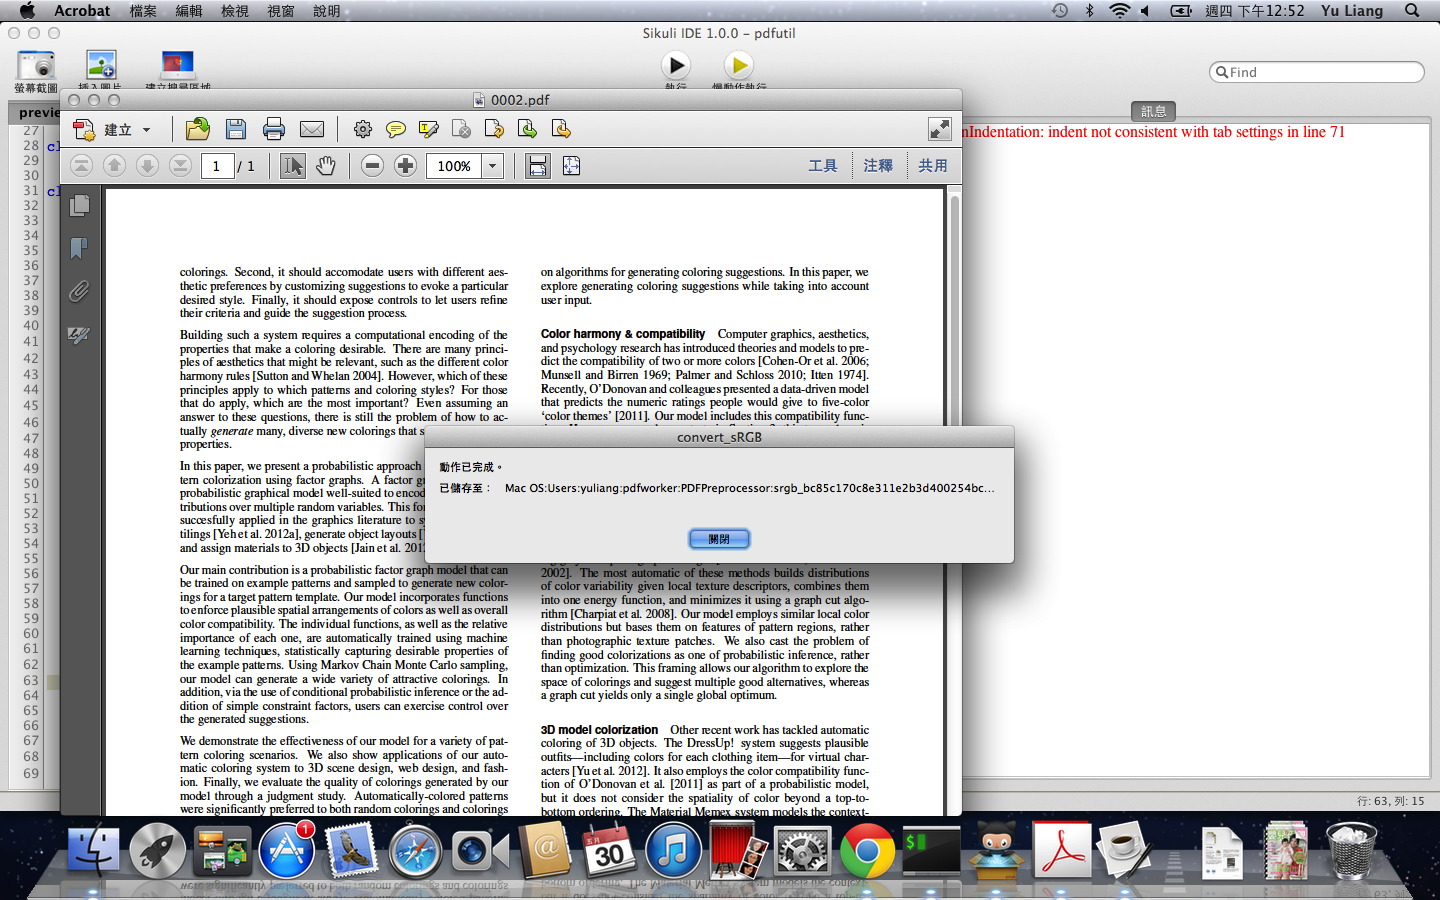 Acrobat 檔案 編輯 檢視 視窗 說明 週四 下午12:52 Yu Liang
Sikuli IDE 1.0.0 – pdfutil
螢幕截圖 插入圖片 建立搜尋區域 執行 慢動作執行
Find
0002.pdf
訊息
27
28
29
30
31
32
33
34
35
36
37
38
39
40
41
42
43
44
45
46
47
48
49
50
51
52
53
54
55
56
57
58
59
60
61
62
63
64
65
66
67
68
69
nIndentation: indent not consistent with tab settings in line 71
建立
1 / 1 100% 工具 注釋 共用
colorings. Second, it should accomodate users with different aes-
thetic preferences by customizing suggestions to evoke a particular
desired style. Finally, it should expose controls to let users refine
their criteria and guide the suggestion process.
Building such a system requires a computational encoding of the
properties that make a coloring desirable. There are many princi-
ples of aesthetics that might be relevant, such as the different color
harmony rules [Sutton and Whelan 2004]. However, which of these
principles apply to which patterns and coloring styles? For those
that do apply, which are the most important? Even assuming an
answer to these questions, there is still the problem of how to ac-
tually generate many, diverse new colorings that s
properties.
In this paper, we present a probabilistic approach
tern colorization using factor graphs. A factor gr
probabilistic graphical model well-suited to encod
tributions over multiple random variables. This for
succesfully applied in the graphics literature to s
tilings [Yeh et al. 2012a], generate object layouts [
and assign materials to 3D objects [Jain et al. 2012
Our main contribution is a probabilistic factor graph model that can
be trained on example patterns and sampled to generate new color-
ings for a target pattern template. Our model incorporates functions
to enforce plausible spatial arrangements of colors as well as overall
color compatibility. The individual functions, as well as the relative
importance of each one, are automatically trained using machine
learning techniques, statistically capturing desirable properties of
the example patterns. Using Markov Chain Monte Carlo sampling,
our model can generate a wide variety of attractive colorings. In
addition, via the use of conditional probabilistic inference or the ad-
dition of simple constraint factors, users can exercise control over
the generated suggestions.
We demonstrate the effectiveness of our model for a variety of pat-
tern coloring scenarios. We also show applications of our auto-
matic coloring system to 3D scene design, web design, and fash-
ion. Finally, we evaluate the quality of colorings generated by our
model through a judgment study. Automatically-colored patterns
were significantly preferred to both random colorings and colorings
on algorithms for generating coloring suggestions. In this paper, we
explore generating coloring suggestions while taking into account
user input.
Color harmony & compatibility Computer graphics, aesthetics,
and psychology research has introduced theories and models to pre-
dict the compatibility of two or more colors [Cohen-Or et al. 2006;
Munsell and Birren 1969; Palmer and Schloss 2010; Itten 1974].
Recently, O'Donovan and colleagues presented a data-driven model
that predicts the numeric ratings people would give to five-color
'color themes' [2011]. Our model includes this compatibility func-
convert_sRGB
動作已完成。
已儲存至： Mac OS:Users:yuliang:pdfworker:PDFPreprocessor:srgb_bc85c170c8e311e2b3d400254bc...
關閉
2002]. The most automatic of these methods builds distributions
of color variability given local texture descriptors, combines them
into one energy function, and minimizes it using a graph cut algo-
rithm [Charpiat et al. 2008]. Our model employs similar local color
distributions but bases them on features of pattern regions, rather
than photographic texture patches. We also cast the problem of
finding good colorizations as one of probabilistic inference, rather
than optimization. This framing allows our algorithm to explore the
space of colorings and suggest multiple good alternatives, whereas
a graph cut yields only a single global optimum.
3D model colorization Other recent work has tackled automatic
coloring of 3D objects. The DressUp! system suggests plausible
outfits—including colors for each clothing item—for virtual char-
acters [Yu et al. 2012]. It also employs the color compatibility func-
tion of O'Donovan et al. [2011] as part of a probabilistic model,
but it does not consider the spatiality of color beyond a top-to-
bottom ordering. The Material Memex system models the context-
行: 63, 列: 15
1
五月
30
$